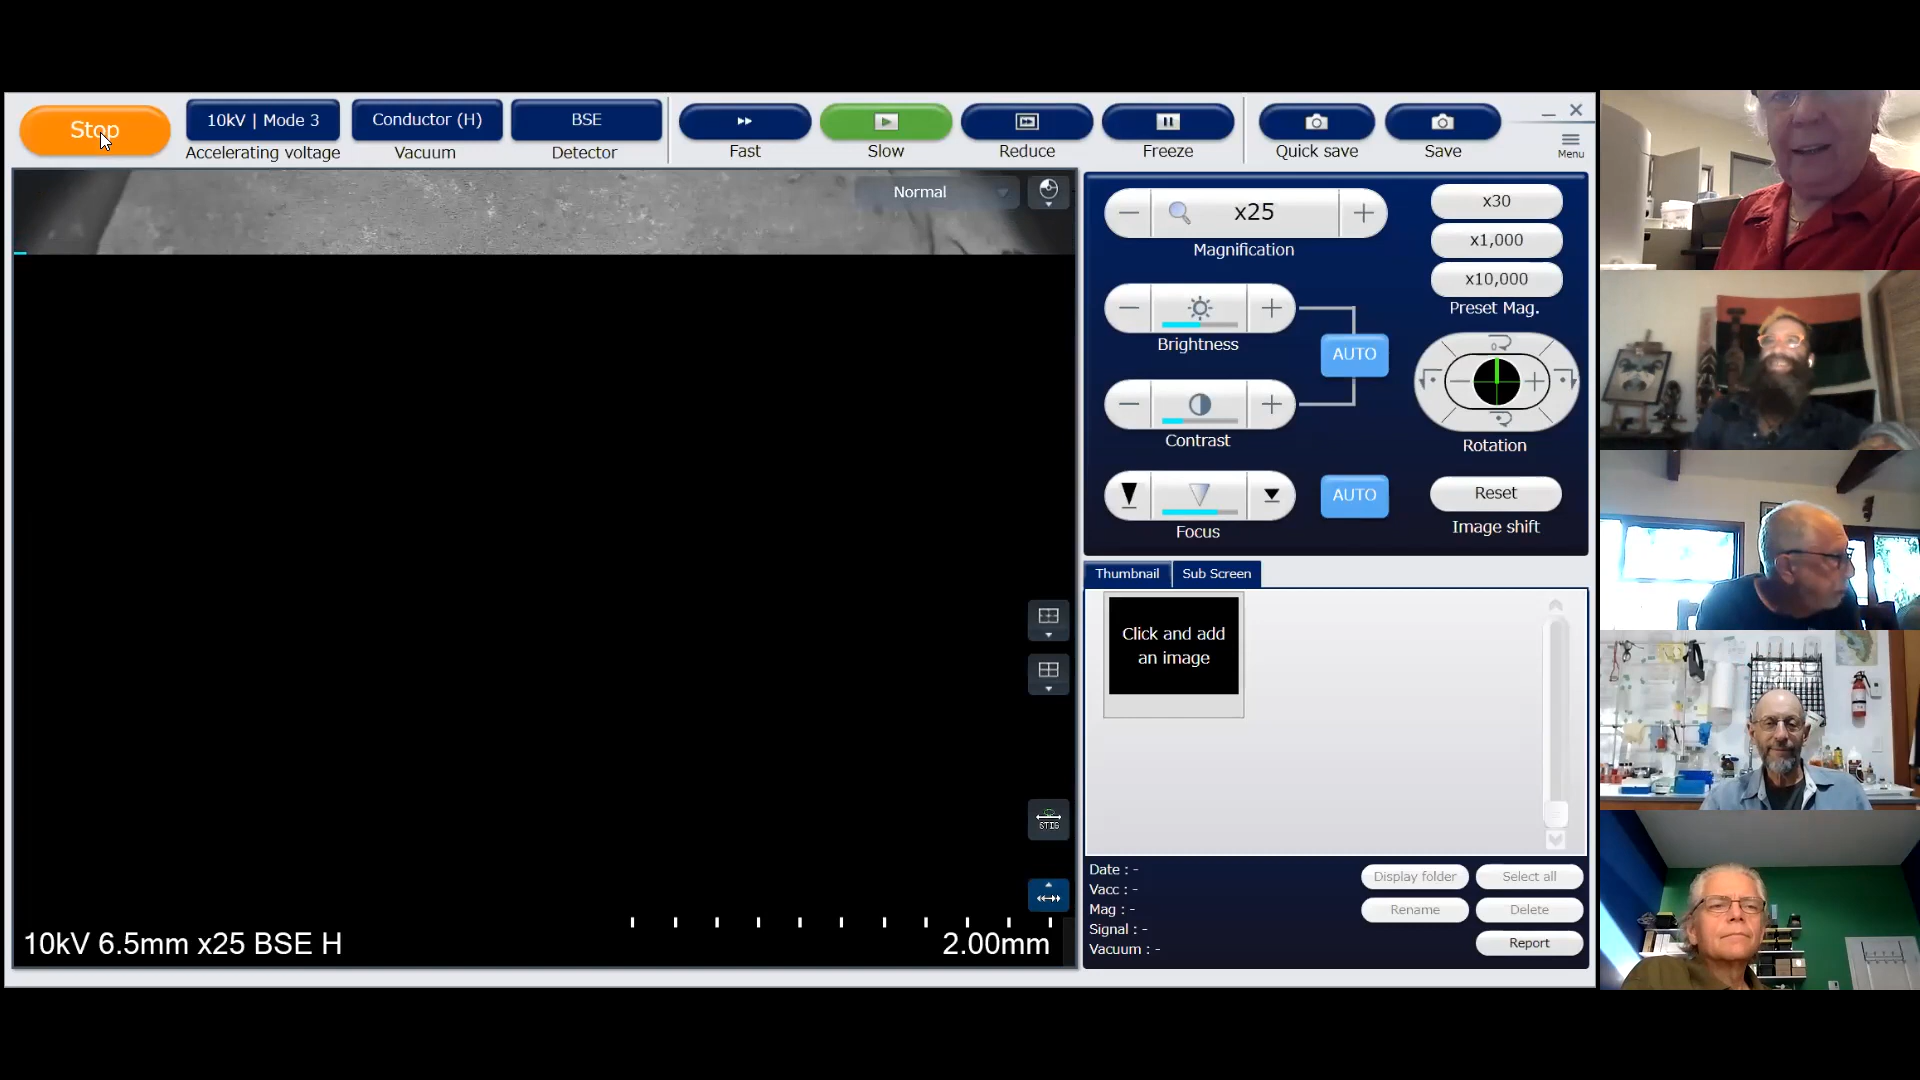 Stop
10kV | Mode 3
Accelerating voltage
Conductor (H)
Vacuum
BSE
Detector
Fast
Slow
Reduce
Freeze
Quick save
Save
Menu
Normal
x25
Magnification
x30
x1,000
x10,000
Preset Mag.
Brightness
AUTO
Contrast
Rotation
Focus
AUTO
Reset
Image shift
Thumbnail
Sub Screen
Click and add
an image
STIG
10kV 6.5mm x25 BSE H
2.00mm
Date : -
Vacc : -
Mag : -
Signal : -
Vacuum : -
Display folder
Select all
Rename
Delete
Report